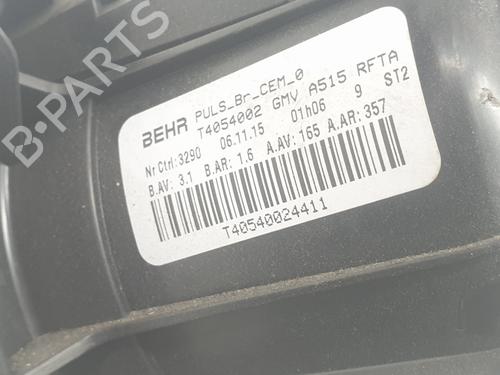 BEHR PULS_Br_CEM_0
T4054002 GMV A515 RFTA
Nr Ctrl:3290 06.11.15 01h06 9 ST2
B.AV: 3.1 B.AR: 1.6 A.AV: 165 A.AR: 357
T40540024411
B-PARTS